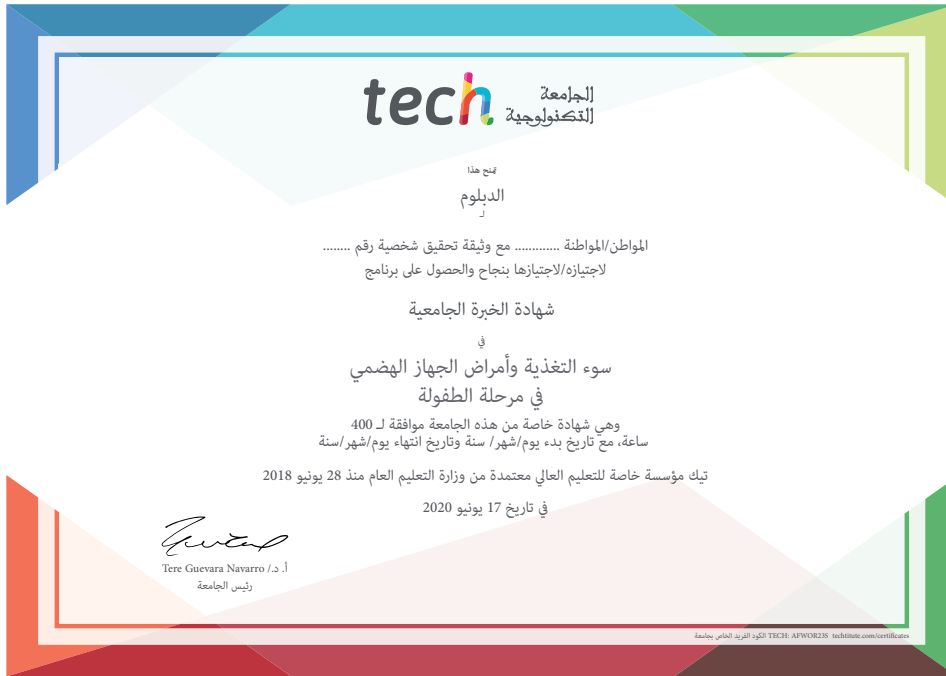 tech الجامعة
التكنولوجية
تمنح هذا
الدبلوم
لـ
المواطن/المواطنة ............. مع وثيقة تحقيق شخصية رقم ........
لاجتيازه/لاجتيازها بنجاح والحصول على برنامج
شهادة الخبرة الجامعية
في
سوء التغذية وأمراض الجهاز الهضمي
في مرحلة الطفولة
وهي شهادة خاصة من هذه الجامعة موافقة لـ 400
ساعة، مع تاريخ بدء يوم/شهر/ سنة وتاريخ انتهاء يوم/شهر/سنة
تيك مؤسسة خاصة للتعليم العالي معتمدة من وزارة التعليم العام منذ 28 يونيو 2018
في تاريخ 17 يونيو 2020
أ. د./ Tere Guevara Navarro
رئيس الجامعة
الكود الفريد الخاص بجامعة TECH: AFWOR23S techtitute.com/certificates